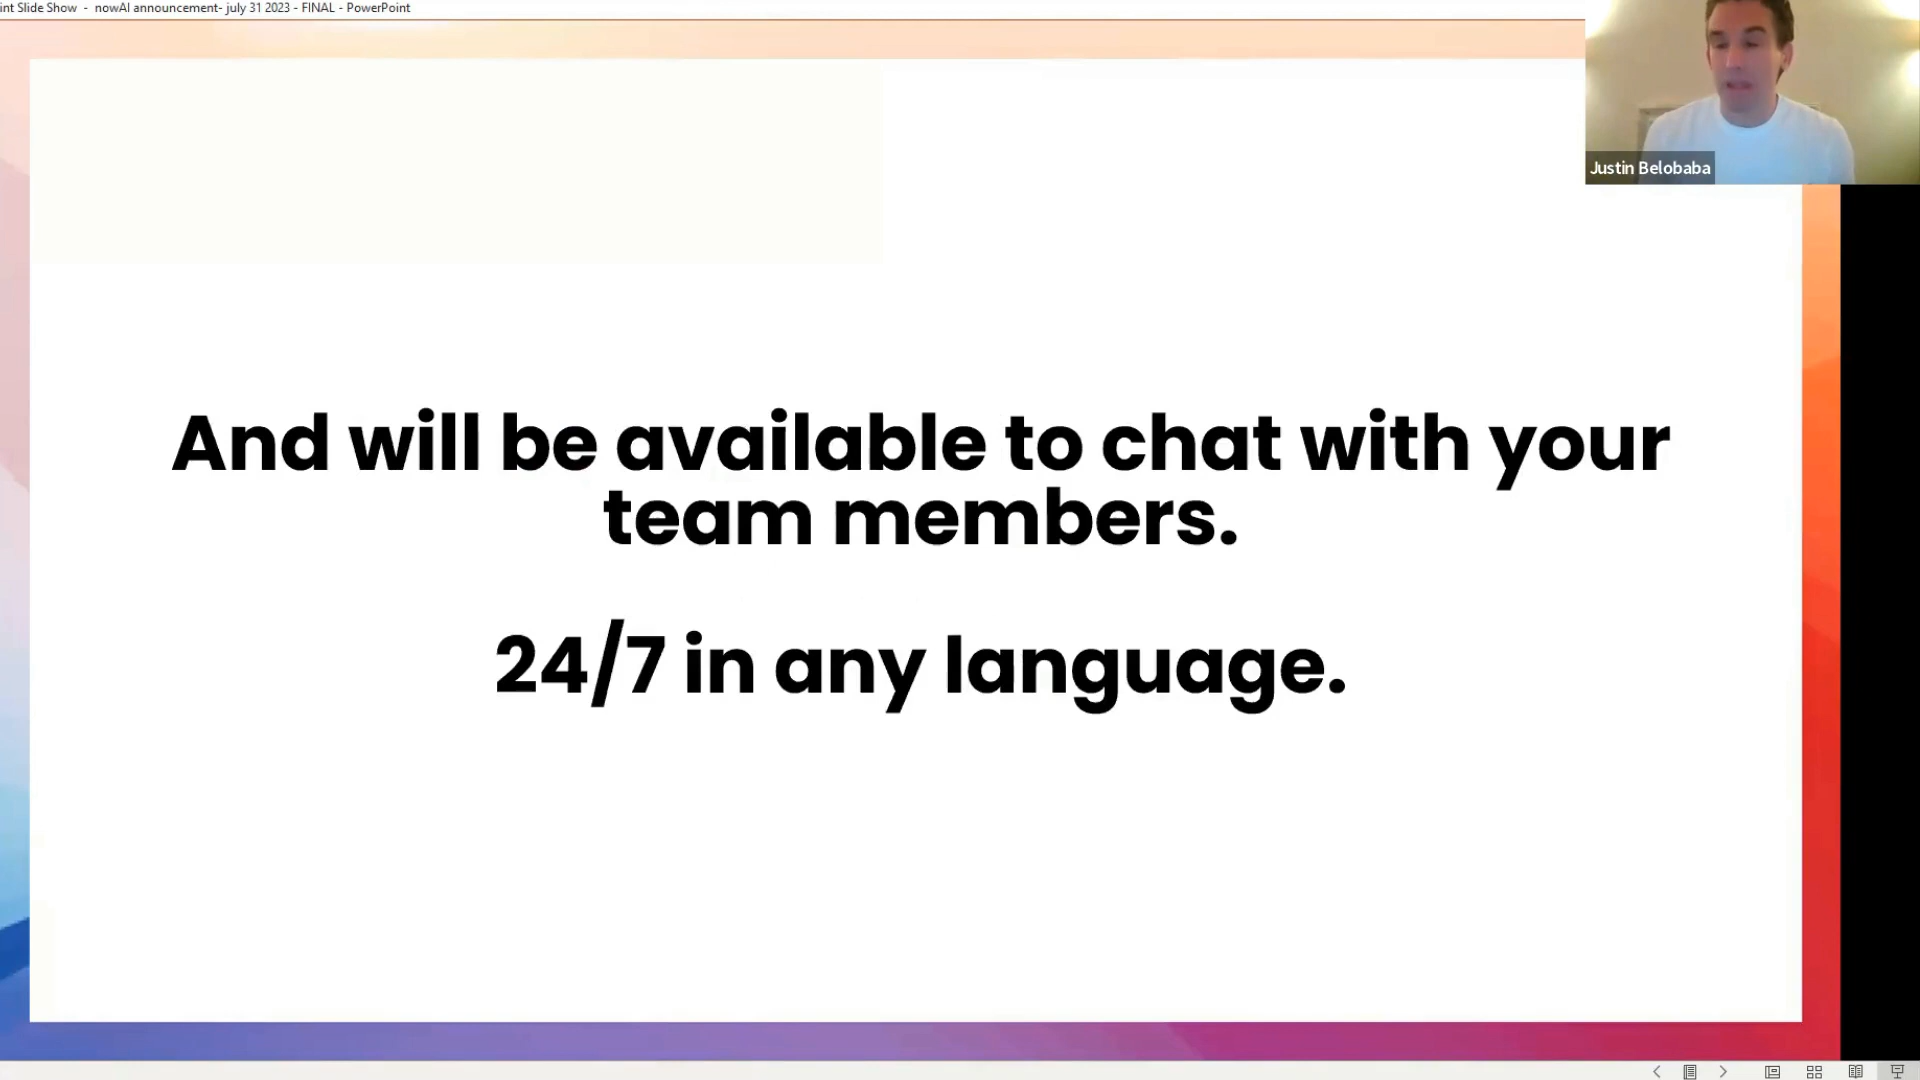 int Slide Show - nowAI announcement- july 31 2023 - FINAL - PowerPoint
Justin Belobaba
And will be available to chat with your
team members.
24/7 in any language.